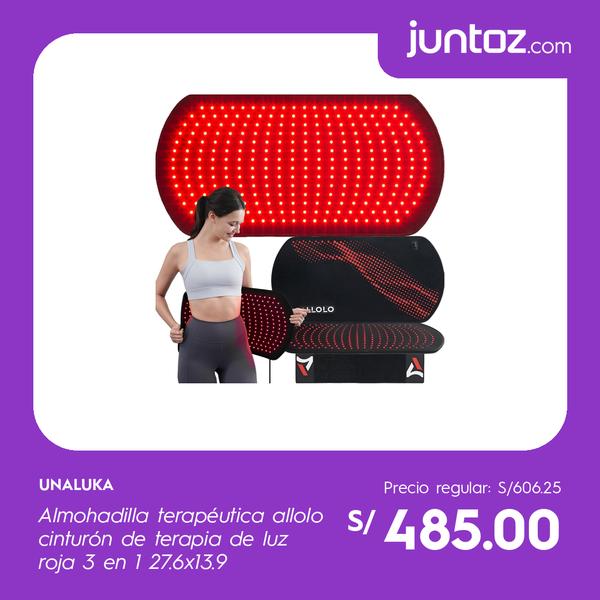 juntoz.com
LLOLO
UNALUKA
Almohadilla terapéutica allolo
cinturón de terapia de luz
roja 3 en 1 27.6x13.9
Precio regular: S/606.25
S/ 485.00